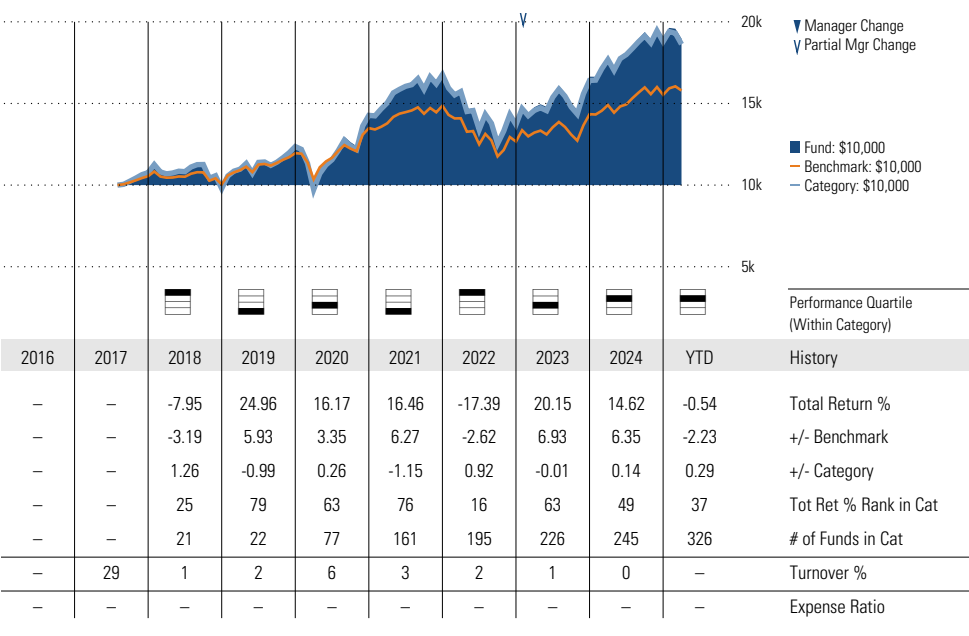 20k
15k
10k
5k
▼ Manager Change
V Partial Mgr Change
Fund: $10,000
Benchmark: $10,000
Category: $10,000
Performance Quartile
(Within Category)
2016 2017 2018 2019 2020 2021 2022 2023 2024 YTD History
– – -7.95 24.96 16.17 16.46 -17.39 20.15 14.62 -0.54 Total Return %
– – -3.19 5.93 3.35 6.27 -2.62 6.93 6.35 -2.23 +/- Benchmark
– – 1.26 -0.99 0.26 -1.15 0.92 -0.01 0.14 0.29 +/- Category
– – 25 79 63 76 16 63 49 37 Tot Ret % Rank in Cat
– – 21 22 77 161 195 226 245 326 # of Funds in Cat
– 29 1 2 6 3 2 1 0 – Turnover %
– – – – – – – – – – Expense Ratio